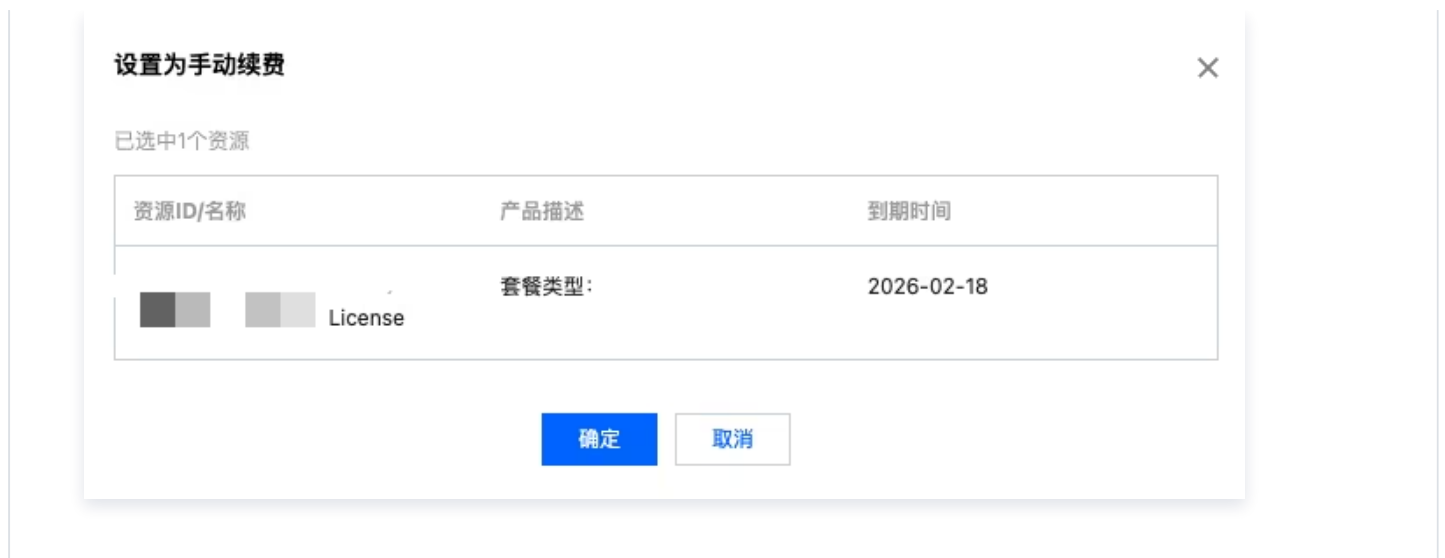 设置为手动续费
已选中1个资源
资源ID/名称 产品描述 到期时间
套餐类型: 2026-02-18
License
确定 取消